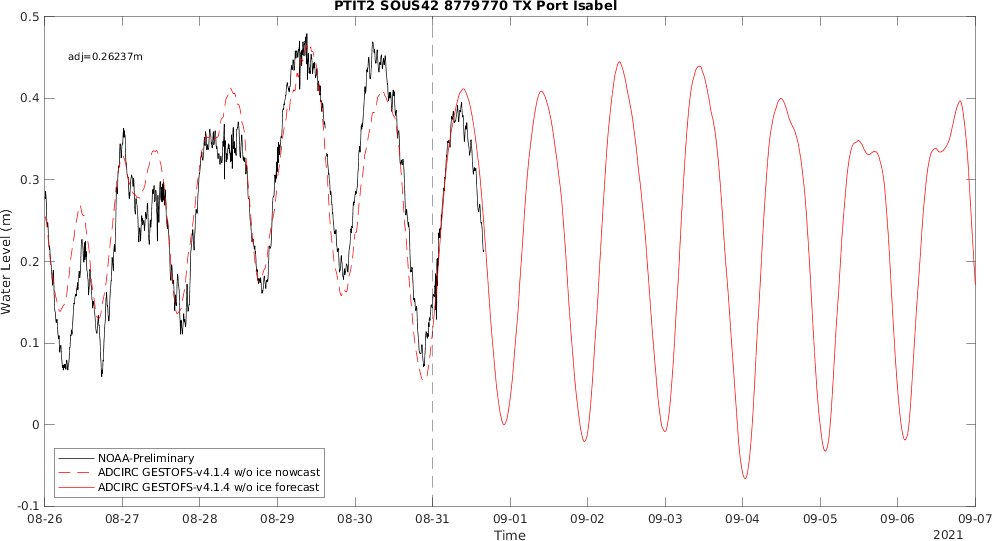 PTIT2 SOUS42 8779770 TX Port Isabel
0.5
adj=0.26237m
0.4
0.3
0.2
0.1
0
-0.1
Water Level (m)
NOAA-Preliminary
ADCIRC GESTOFS-v4.1.4 w/o ice nowcast
ADCIRC GESTOFS-v4.1.4 w/o ice forecast
08-26 08-27 08-28 08-29 08-30 08-31 09-01 09-02 09-03 09-04 09-05 09-06 09-07
Time
2021